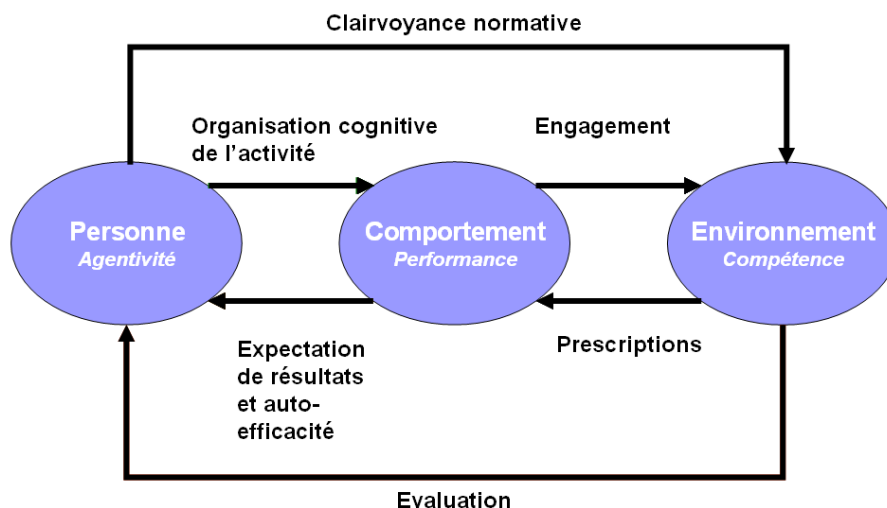 Clairvoyance normative
Organisation cognitive
de l'activité
Engagement
Personne
Agentivité
Comportement
Performance
Environnement
Compétence
Expectation
de résultats
et auto-
efficacité
Prescriptions
Evaluation